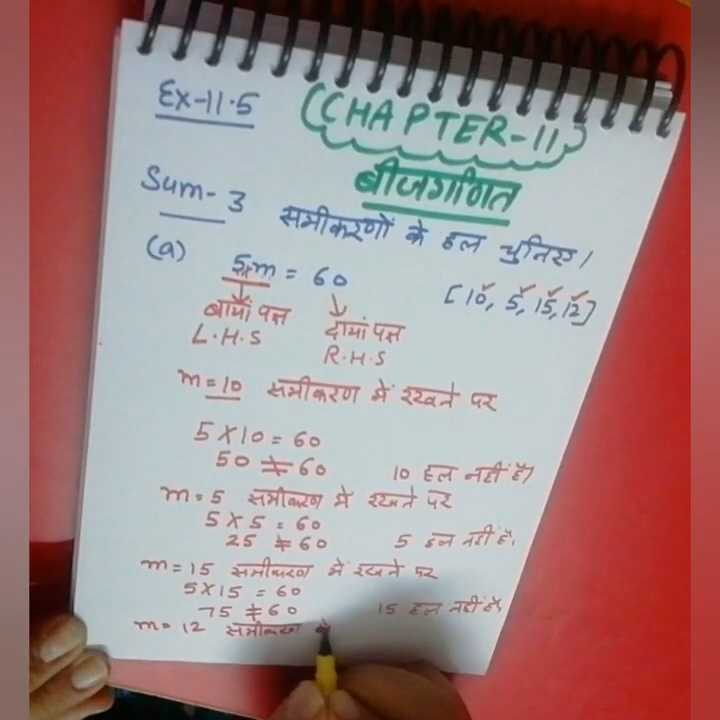 Ex-11.5 CHAPTER-11
बीजगणित
Sum-3 समीकरणों के हल चुनिए।
(a) 5m = 60 [10, 5, 15, 12]
बायां पक्ष दायां पक्ष
L.H.S R.H.S
m=10 समीकरण में रखने पर
5 X 10 = 60
50 ≠ 60 10 हल नहीं है।
m=5 समीकरण में रखने पर
5 X 5 = 60
25 ≠ 60 5 हल नहीं है।
m=15 समीकरण में रखने पर
5 X 15 = 60
75 ≠ 60 15 हल नहीं है।
m=12 समीकरण में